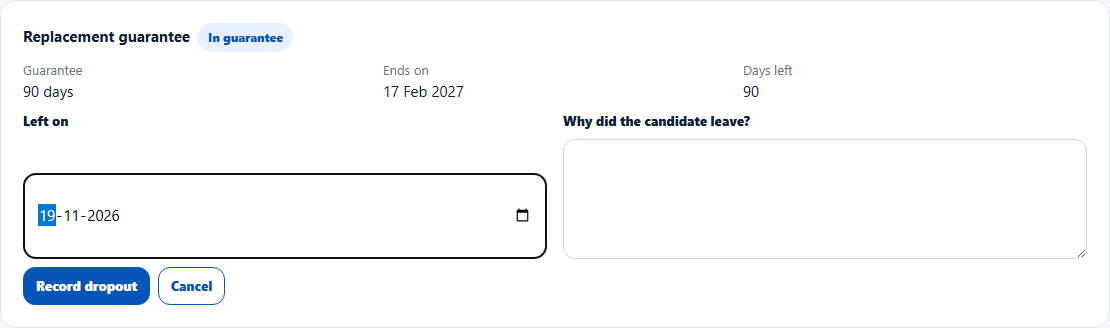 Replacement guarantee In guarantee
Guarantee Ends on Days left
90 days 17 Feb 2027 90
Left on Why did the candidate leave?
19-11-2026
Record dropout Cancel